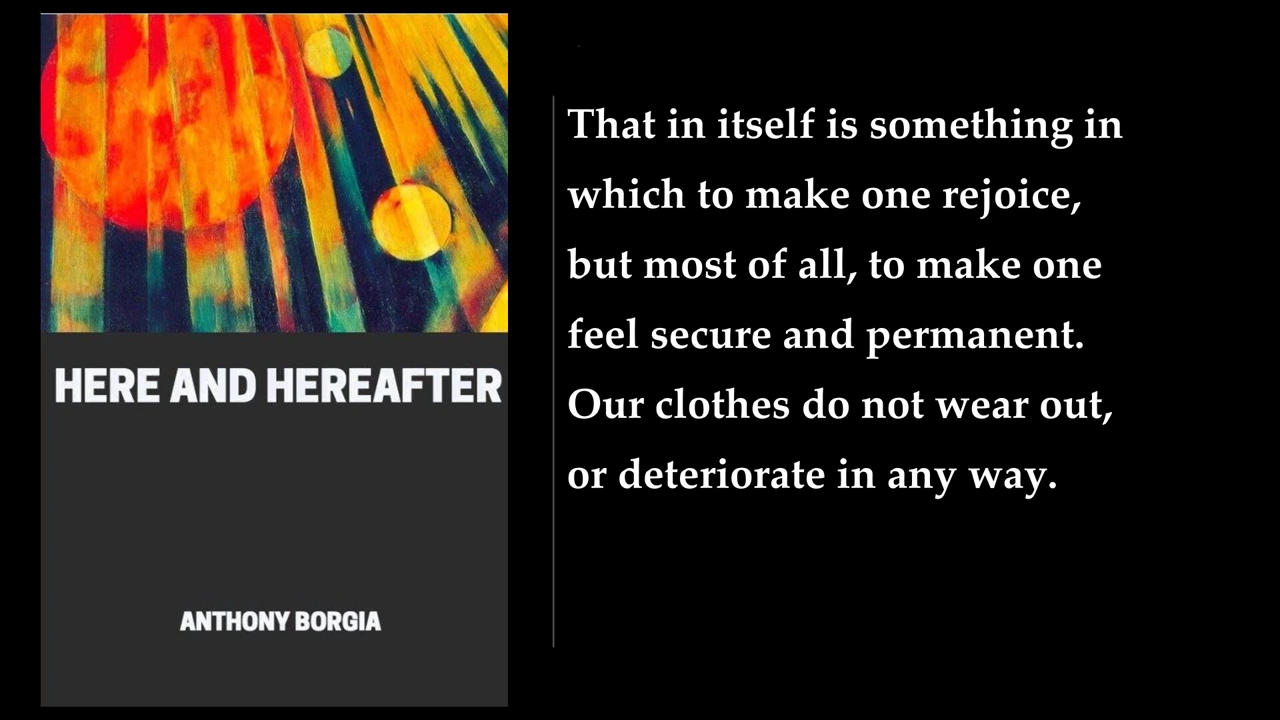 HERE AND HEREAFTER
ANTHONY BORGIA
That in itself is something in
which to make one rejoice,
but most of all, to make one
feel secure and permanent.
Our clothes do not wear out,
or deteriorate in any way.